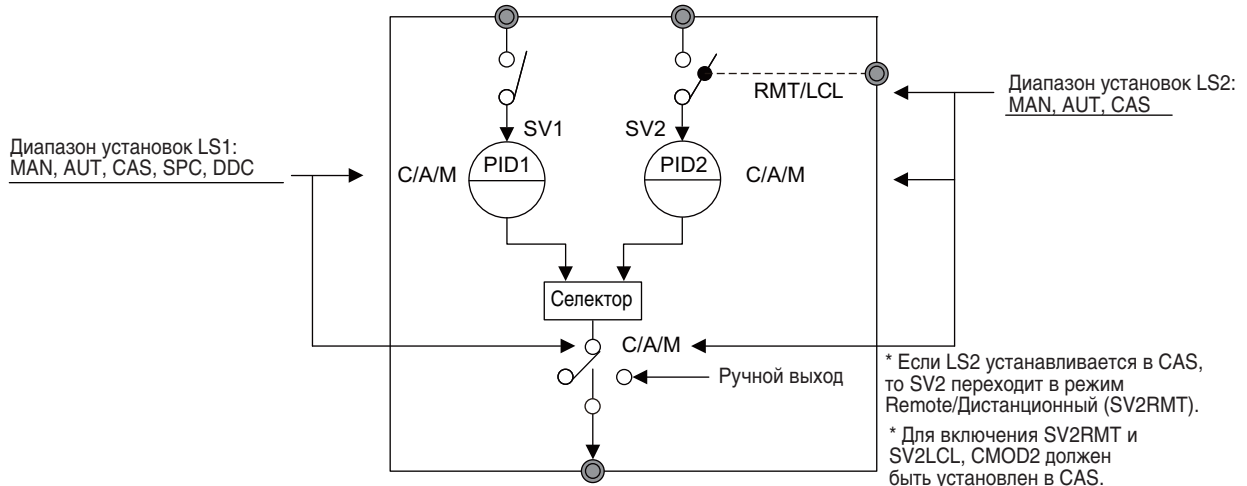 RMT/LCL
Диапазон установок LS2:
MAN, AUT, CAS
SV1
SV2
Диапазон установок LS1:
MAN, AUT, CAS, SPC, DDC
C/A/M
PID1
PID2
C/A/M
Селектор
C/A/M
Ручной выход
* Если LS2 устанавливается в CAS,
то SV2 переходит в режим
Remote/Дистанционный (SV2RMT).
* Для включения SV2RMT и
SV2LCL, CMOD2 должен
быть установлен в CAS.